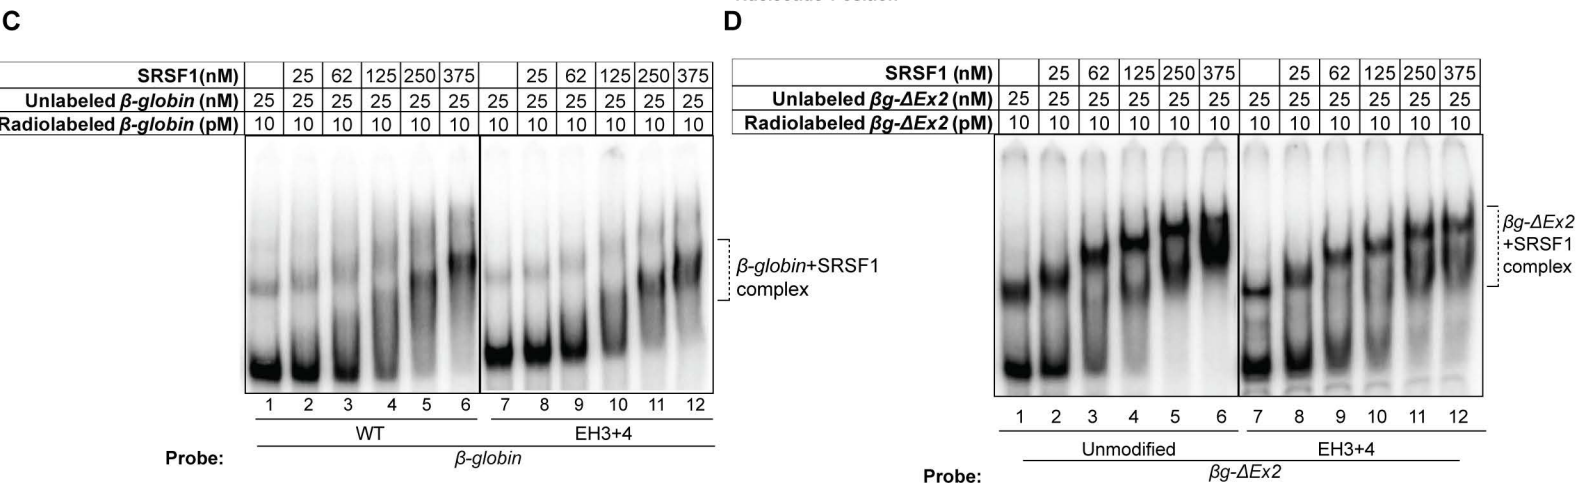 C
SRSF1(nM) 25 62 125 250 375 25 62 125 250 375
Unlabeled β-globin (nM) 25 25 25 25 25 25 25 25 25 25 25 25
Radiolabeled β-globin (pM) 10 10 10 10 10 10 10 10 10 10 10 10
β-globin+SRSF1
complex
1 2 3 4 5 6 7 8 9 10 11 12
WT EH3+4
Probe: β-globin
D
SRSF1 (nM) 25 62 125 250 375 25 62 125 250 375
Unlabeled βg-ΔEx2 (nM) 25 25 25 25 25 25 25 25 25 25 25 25
Radiolabeled βg-ΔEx2 (pM) 10 10 10 10 10 10 10 10 10 10 10 10
βg-ΔEx2
+SRSF1
complex
1 2 3 4 5 6 7 8 9 10 11 12
Unmodified EH3+4
Probe: βg-ΔEx2